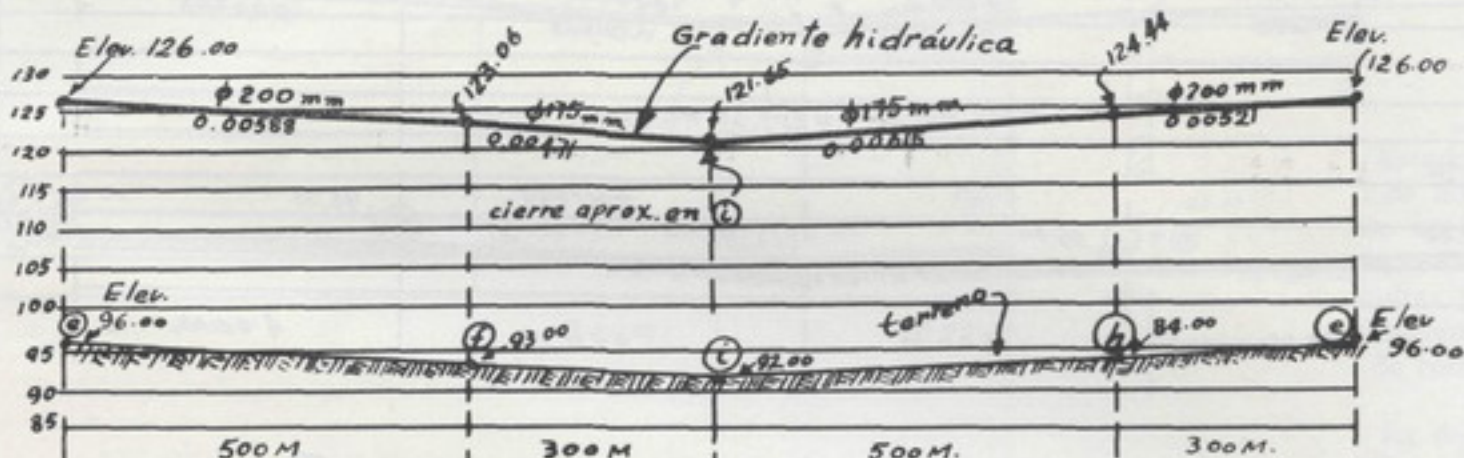 Elev. 126.00
123.06
Gradiente hidráulica
124.44
Elev.
126.00
130
φ 200 mm
φ175 mm
121.65
φ175 mm
φ200 mm
125
0.00588
0.00471
0.00521
120
115
cierre aprox. en i
110
105
100
Elev.
e 96.00
f 93.00
i 92.00
terreno
h 84.00
e Elev
96.00
95
90
85
500 M
300 M
500 M.
300 M.